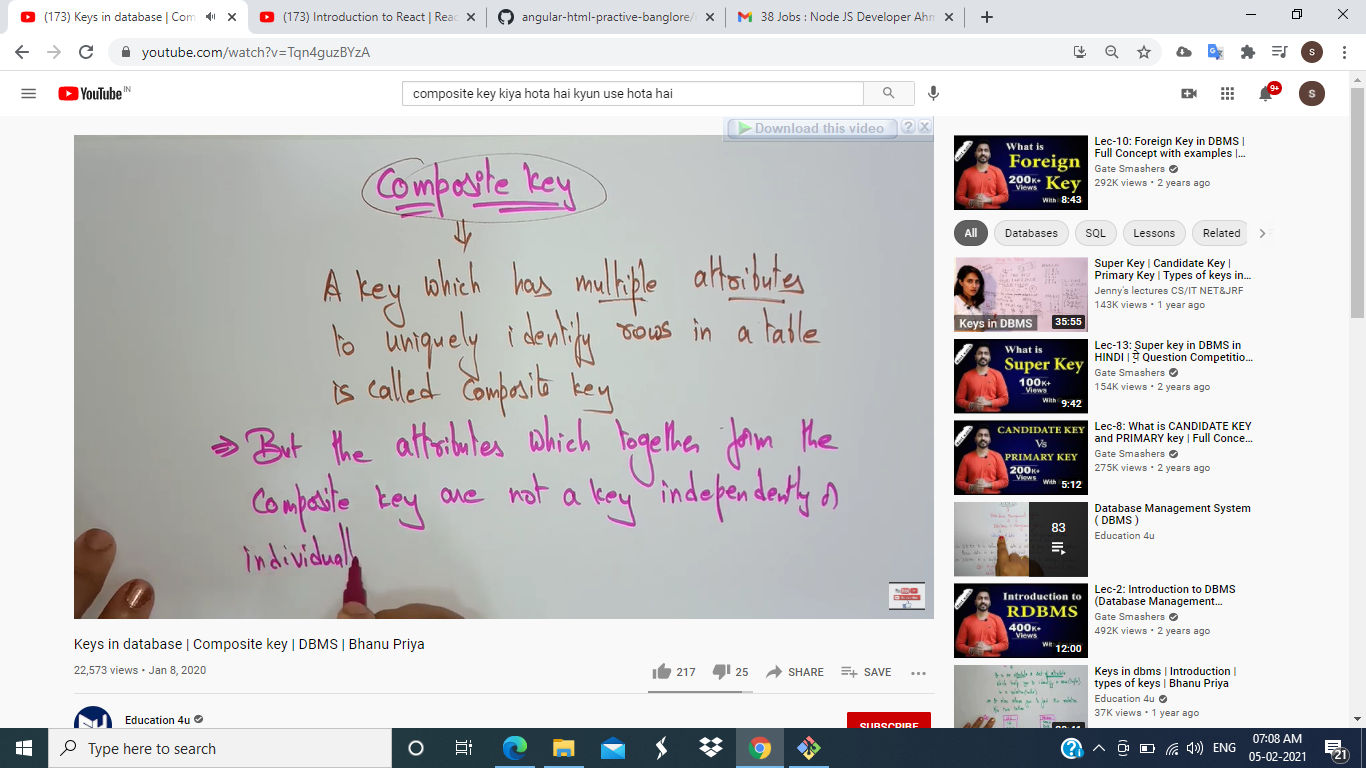 (173) Keys in database | Com
(173) Introduction to React | Reac
angular-html-practive-banglore/
38 Jobs : Node JS Developer Ahm
youtube.com/watch?v=Tqn4guzBYzA
S
YouTube IN
composite key kiya hota hai kyun use hota hai
9+
S
Download this video
?
Composite key
A key which has multiple attributes
to uniquely identify rows in a table
is called Composite key
⇒ But the attributes which together form the
Composite key are not a key independently or
individuall
Keys in database | Composite key | DBMS | Bhanu Priya
22,573 views • Jan 8, 2020
217
25
SHARE
SAVE
Education 4u
SUBSCRIBE
What is
Foreign
Key
200K+
Views
With
8:43
Lec-10: Foreign Key in DBMS |
Full Concept with examples |...
Gate Smashers
292K views • 2 years ago
All
Databases
SQL
Lessons
Related
Keys in DBMS
35:55
Super Key | Candidate Key |
Primary Key | Types of keys in...
Jenny's lectures CS/IT NET&JRF
143K views • 1 year ago
What is
Super Key
100K+
Views
With
9:42
Lec-13: Super key in DBMS in
HINDI | Question Competitio...
Gate Smashers
154K views • 2 years ago
CANDIDATE KEY
Vs
PRIMARY KEY
200K+
Views
5:12
Lec-8: What is CANDIDATE KEY
and PRIMARY key | Full Conce...
Gate Smashers
275K views • 2 years ago
83
Database Management System
( DBMS )
Education 4u
Introduction to
RDBMS
400K+
Views
12:00
Lec-2: Introduction to DBMS
(Database Management...
Gate Smashers
492K views • 2 years ago
Keys in dbms | Introduction |
types of keys | Bhanu Priya
Education 4u
37K views • 1 year ago
Type here to search
ENG
07:08 AM
05-02-2021
21